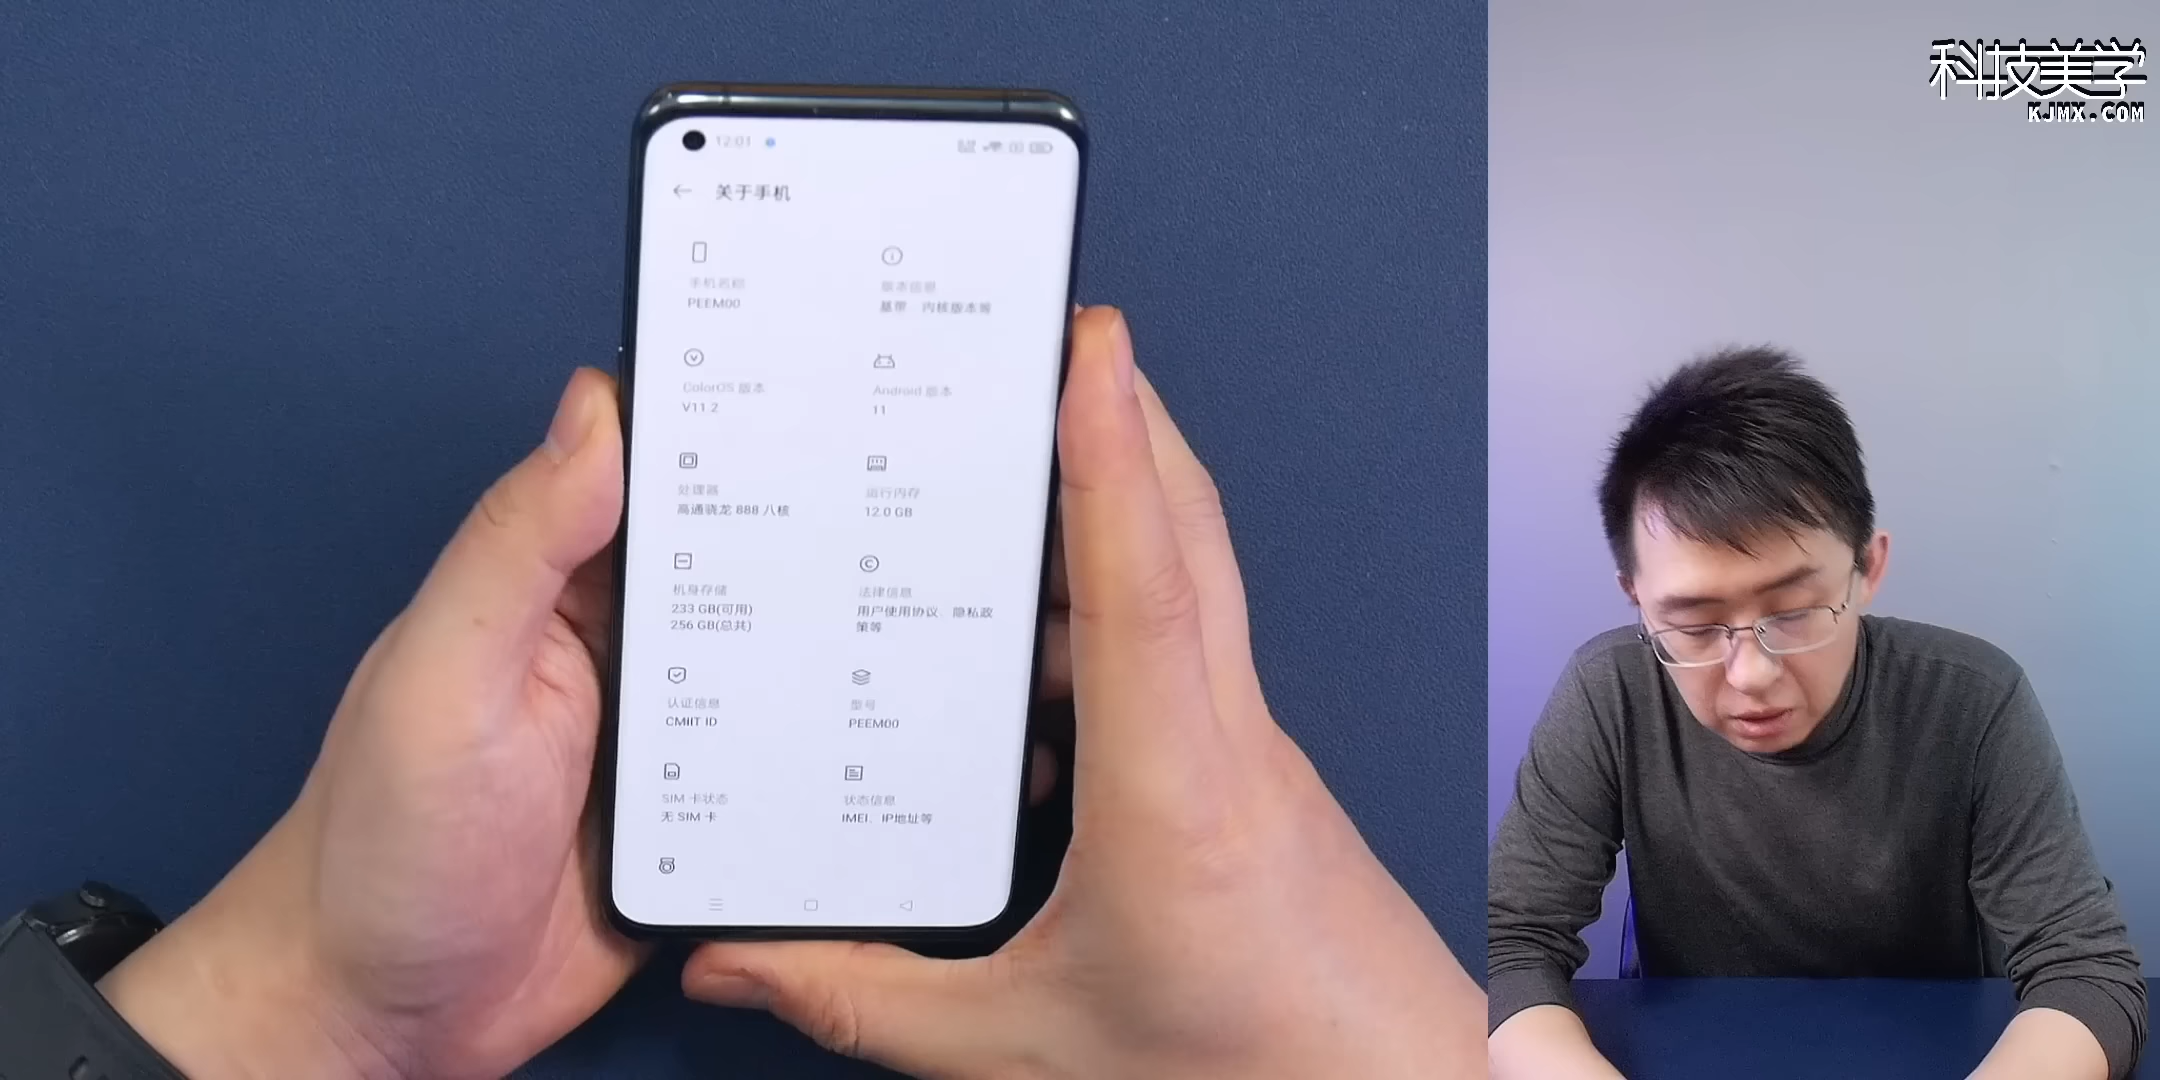 科技美学
KJMX.COM
12:01
关于手机
手机名称
PEEM00
版本信息
基带、内核版本等
ColorOS 版本
V11.2
Android 版本
11
处理器
高通骁龙 888 八核
运行内存
12.0 GB
机身存储
233 GB(可用)
256 GB(总共)
法律信息
用户使用协议、隐私政
策等
认证信息
CMIIT ID
型号
PEEM00
SIM 卡状态
无 SIM 卡
状态信息
IMEI、IP地址等